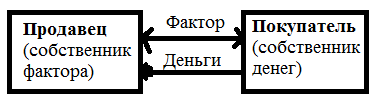 Продавец
(собственник
фактора)
Фактор
Деньги
Покупатель
(собственник
денег)